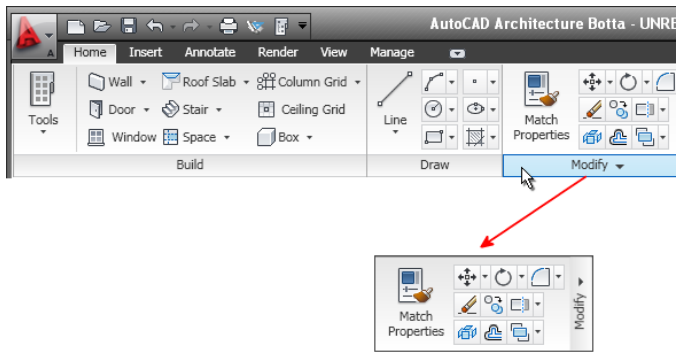 AutoCAD Architecture Botta - UNRE
Home Insert Annotate Render View Manage
Tools
Wall Roof Slab Column Grid
Door Stair Ceiling Grid
Window Space Box
Line
Match
Properties
Build Draw Modify
Match
Properties
Modify